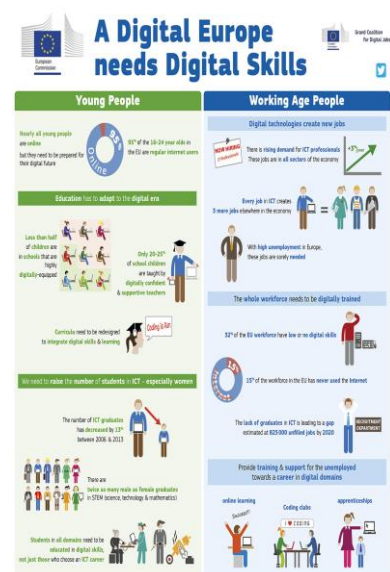 A Digital Europe
needs Digital Skills
European
Commission
Grand Coalition
for Digital Jobs
Young People
Nearly all young people
are online
but they need to be prepared for
their digital future
95%
Online
95% of the 16-24 year olds in
the EU are regular internet users
Education has to adapt to the digital era
Less than half
of children are
in schools that are
highly
digitally-equipped
Only 20-25%
of school children
are taught by
digitally confident
& supportive teachers
Curricula need to be redesigned
to integrate digital skills & learning
Coding is fun
We need to raise the number of students in ICT – especially women
The number of ICT graduates
has decreased by 13%
between 2006 & 2013
There are
twice as many male as female graduates
in STEM (science, technology & mathematics)
Students in all domains need to be
educated in digital skills,
not just those who choose an ICT career
Working Age People
Digital technologies create new jobs
NOW HIRING
There is rising demand for ICT professionals
These jobs are in all sectors of the economy
+3%/year
Every job in ICT creates
3 more jobs elsewhere in the economy
With high unemployment in Europe,
these jobs are sorely needed
The whole workforce needs to be digitally trained
32% of the EU workforce have low or no digital skills
15%
15% of the workforce in the EU has never used the Internet
The lack of graduates in ICT is leading to a gap
estimated at 825 000 unfilled jobs by 2020
RECRUITMENT
DEPARTMENT
Provide training & support for the unemployed
towards a career in digital domains
online learning
Success!!
Coding clubs
I ♥ CODING
apprenticeships